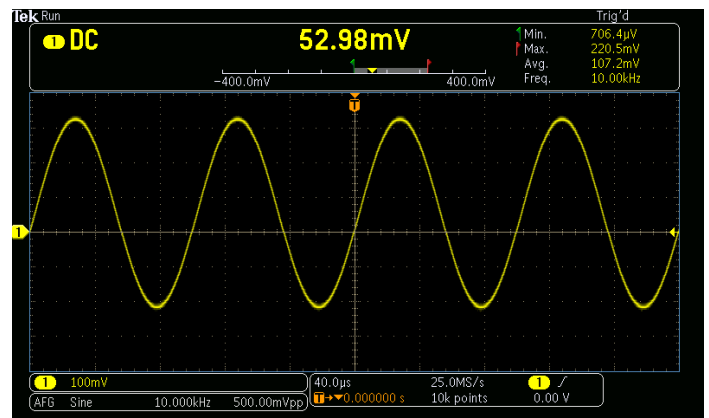 Tek Run Trig'd
1 DC 52.98mV
Min. 706.4μV
Max. 220.5mV
Avg. 107.2mV
Freq. 10.00kHz
-400.0mV 400.0mV
T
1
1 100mV
40.0μs 25.0MS/s 1
T→▼0.000000 s 10k points 0.00 V
AFG Sine 10.000kHz 500.00mVpp